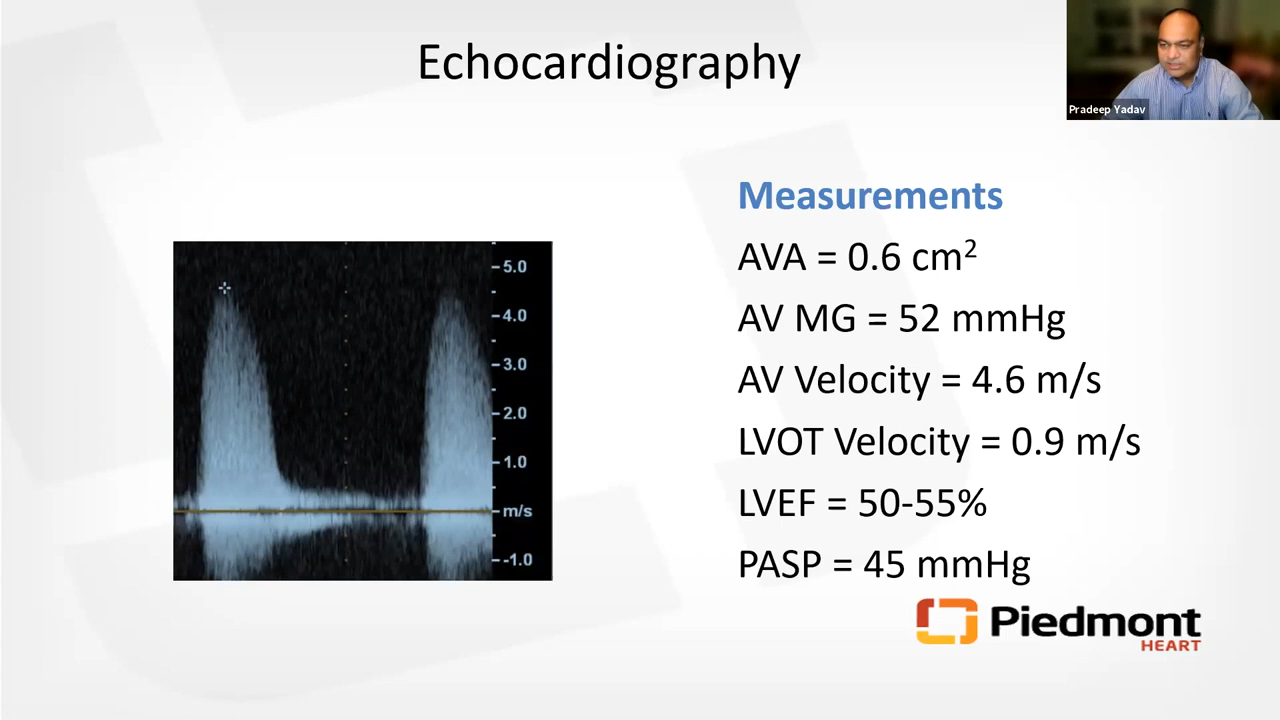 Echocardiography
Pradeep Yadav
5.0
4.0
3.0
2.0
1.0
m/s
-1.0
Measurements
AVA = 0.6 cm²
AV MG = 52 mmHg
AV Velocity = 4.6 m/s
LVOT Velocity = 0.9 m/s
LVEF = 50-55%
PASP = 45 mmHg
Piedmont
HEART